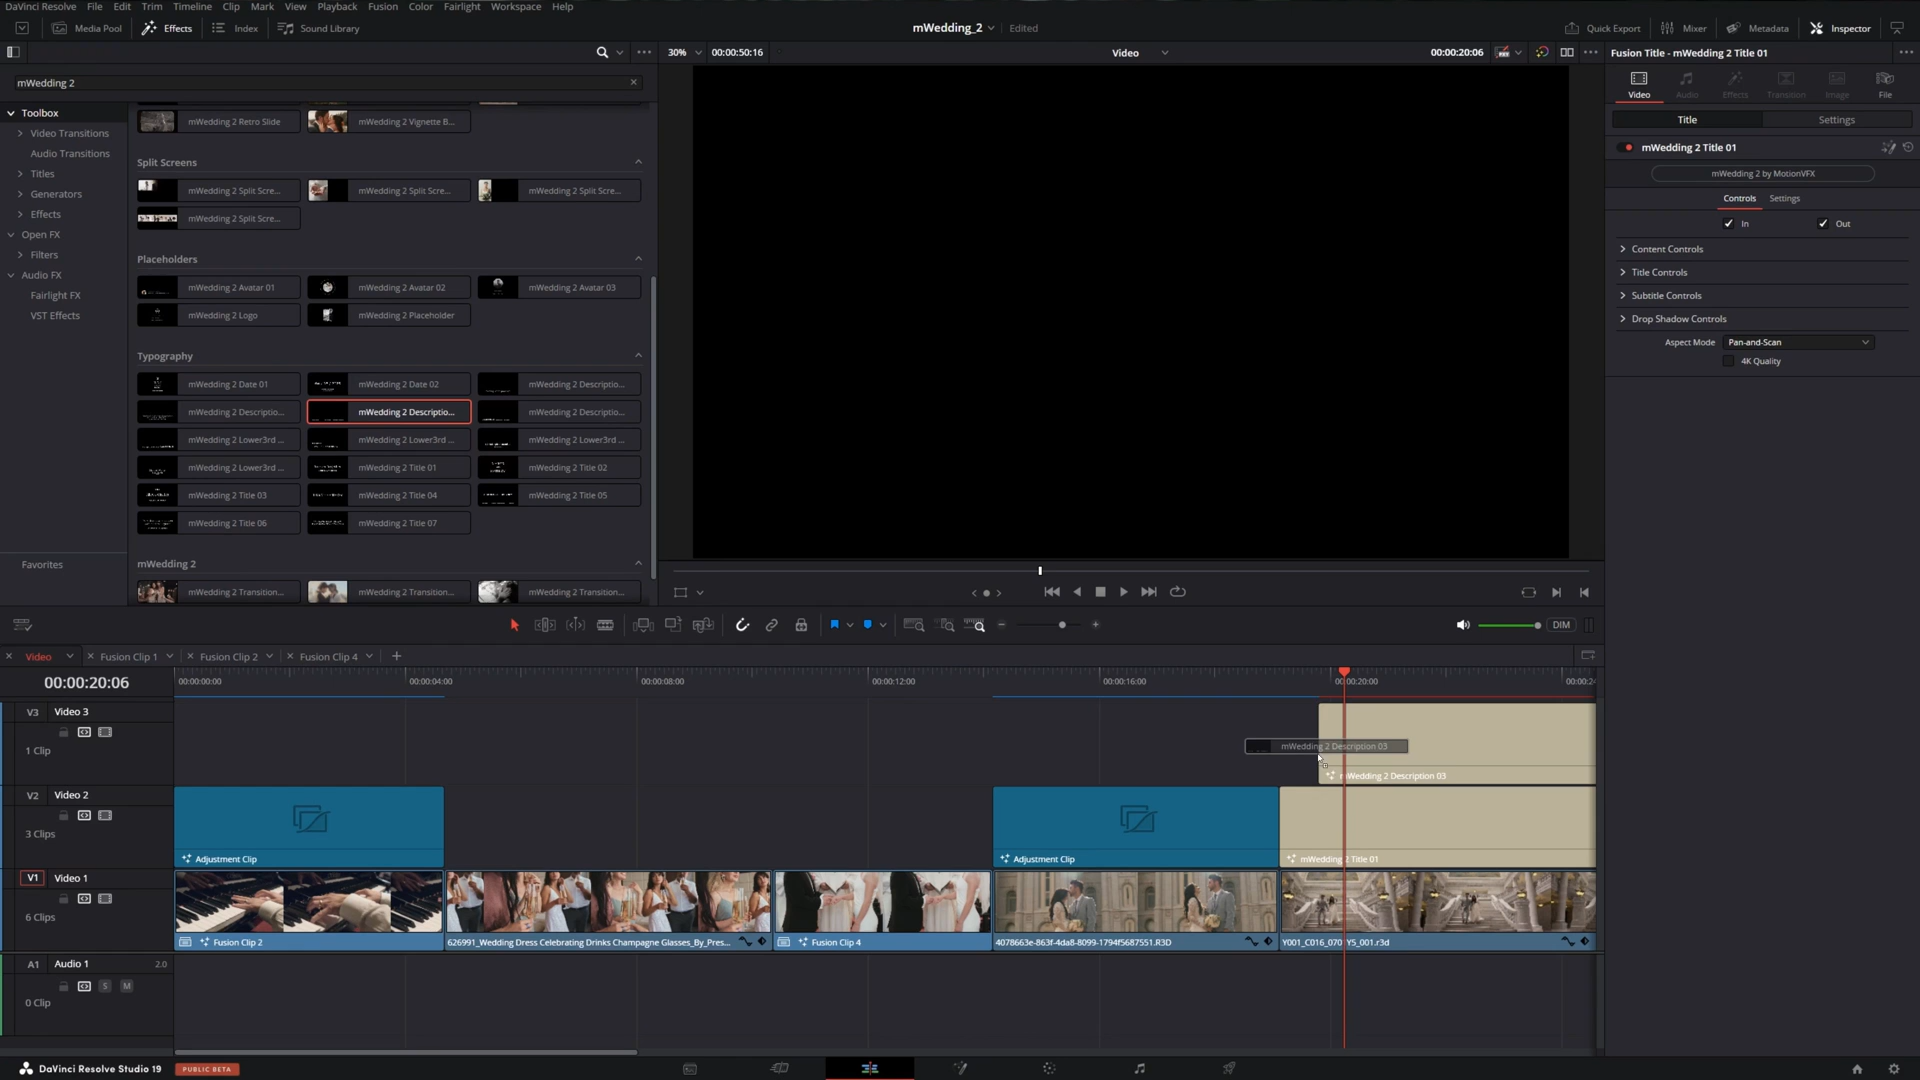 DaVinci Resolve File Edit Trim Timeline Clip Mark View Playback Fusion Color Fairlight Workspace Help
Media Pool Effects Index Sound Library mWedding_2 Edited Quick Export Mixer Metadata Inspector
30% 00:00:50:16 Video 00:00:20:06 Fusion Title - mWedding 2 Title 01
mWedding 2
Video Audio Effects Transition Image File
Title Settings
mWedding 2 Title 01
mWedding 2 by MotionVFX
Controls Settings
In Out
Content Controls
Title Controls
Subtitle Controls
Drop Shadow Controls
Aspect Mode Pan-and-Scan
4K Quality
Toolbox
Video Transitions
Audio Transitions
Titles
Generators
Effects
Open FX
Filters
Audio FX
Fairlight FX
VST Effects
Favorites
mWedding 2 Retro Slide mWedding 2 Vignette B...
Split Screens
mWedding 2 Split Scre... mWedding 2 Split Scre... mWedding 2 Split Scre...
mWedding 2 Split Scre...
Placeholders
mWedding 2 Avatar 01 mWedding 2 Avatar 02 mWedding 2 Avatar 03
mWedding 2 Logo mWedding 2 Placeholder
Typography
mWedding 2 Date 01 mWedding 2 Date 02 mWedding 2 Descriptio...
mWedding 2 Descriptio... mWedding 2 Descriptio... mWedding 2 Descriptio...
mWedding 2 Lower3rd ... mWedding 2 Lower3rd ... mWedding 2 Lower3rd ...
mWedding 2 Lower3rd ... mWedding 2 Title 01 mWedding 2 Title 02
mWedding 2 Title 03 mWedding 2 Title 04 mWedding 2 Title 05
mWedding 2 Title 06 mWedding 2 Title 07
mWedding 2
mWedding 2 Transition... mWedding 2 Transition... mWedding 2 Transition...
DIM
Video Fusion Clip 1 Fusion Clip 2 Fusion Clip 4
00:00:20:06 00:00:00:00 00:00:04:00 00:00:08:00 00:00:12:00 00:00:16:00 00:00:20:00 00:00:24
V3 Video 3
1 Clip
mWedding 2 Description 03
mWedding 2 Description 03
V2 Video 2
3 Clips
Adjustment Clip Adjustment Clip mWedding 2 Title 01
V1 Video 1
6 Clips
Fusion Clip 2 626991_Wedding Dress Celebrating Drinks Champagne Glasses_By_Pres... Fusion Clip 4 4078663e-863f-4da8-8099-1794f5687551.R3D
A1 Audio 1 2.0
S M
0 Clip
DaVinci Resolve Studio 19 PUBLIC BETA